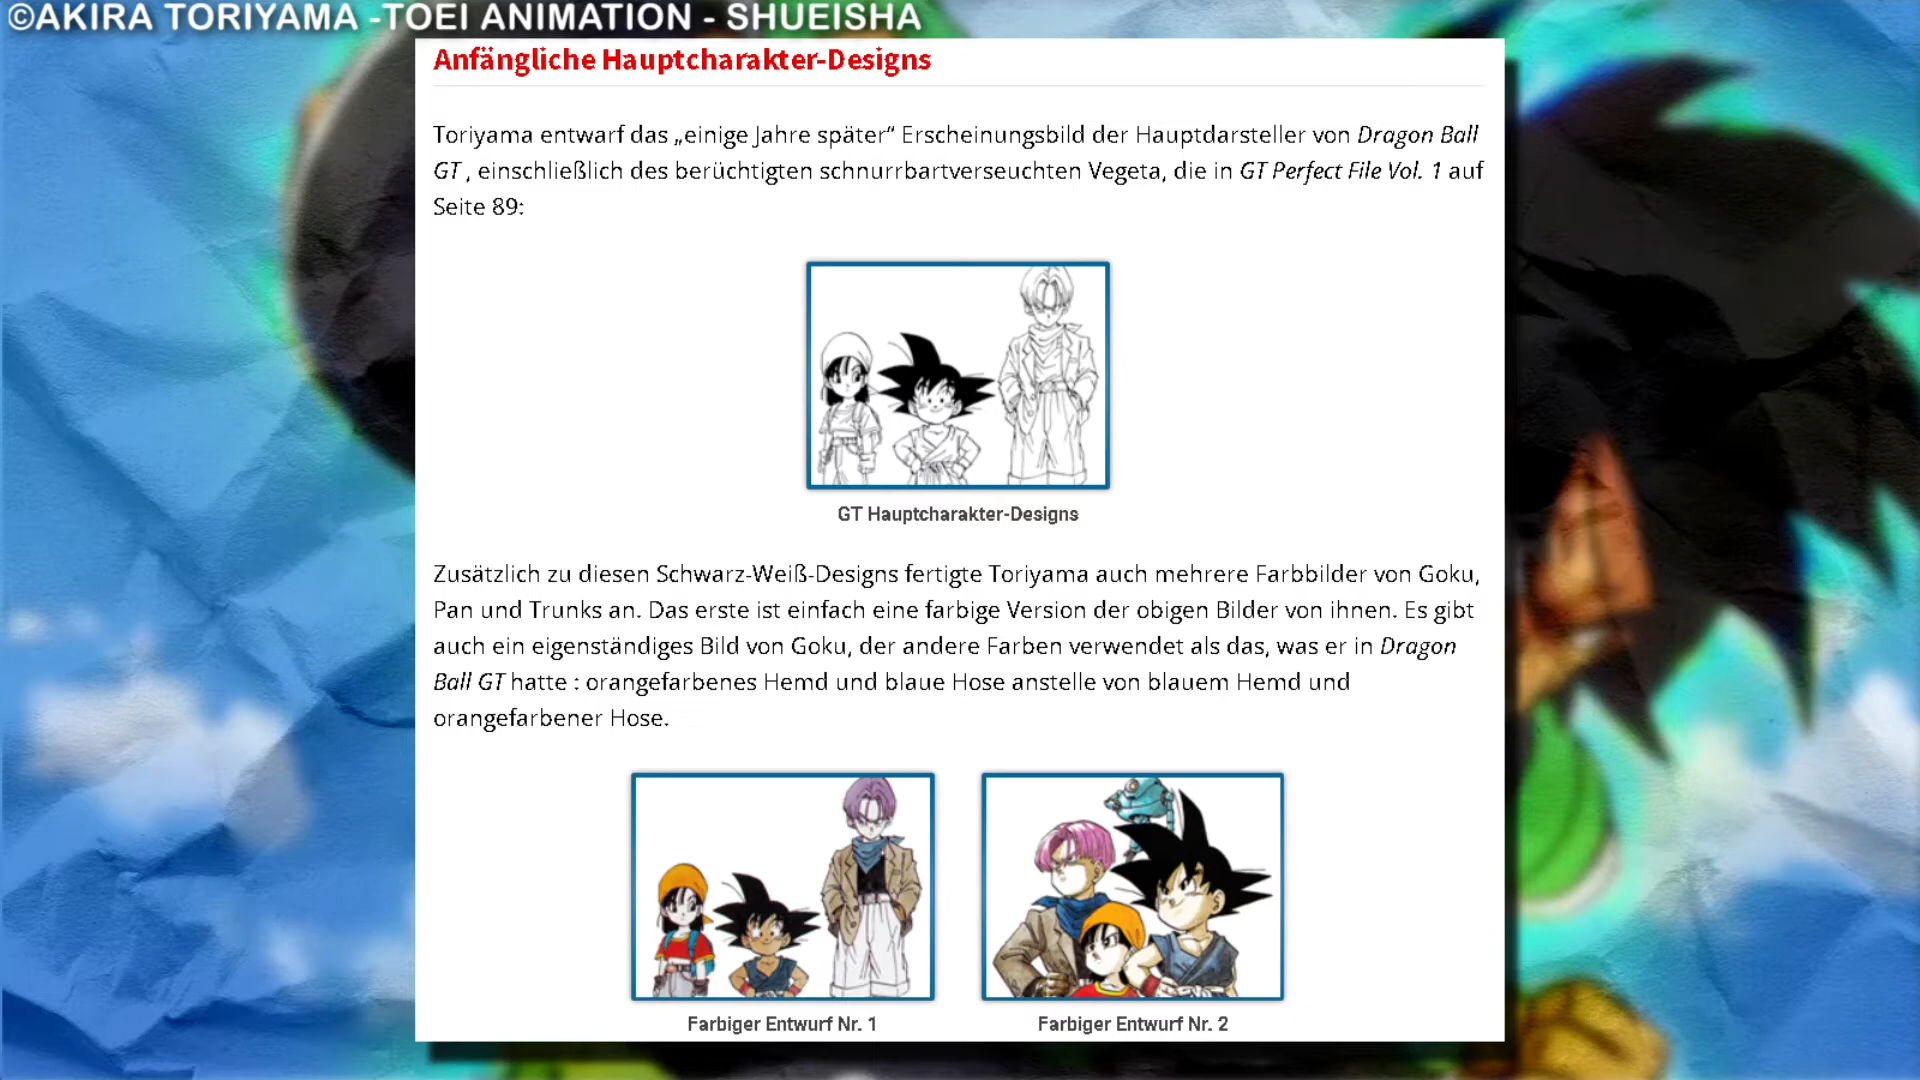 ©AKIRA TORIYAMA -TOEI ANIMATION - SHUEISHA
Anfängliche Hauptcharakter-Designs
Toriyama entwarf das „einige Jahre später“ Erscheinungsbild der Hauptdarsteller von Dragon Ball
GT , einschließlich des berüchtigten schnurrbartverseuchten Vegeta, die in GT Perfect File Vol. 1 auf
Seite 89:
GT Hauptcharakter-Designs
Zusätzlich zu diesen Schwarz-Weiß-Designs fertigte Toriyama auch mehrere Farbbilder von Goku,
Pan und Trunks an. Das erste ist einfach eine farbige Version der obigen Bilder von ihnen. Es gibt
auch ein eigenständiges Bild von Goku, der andere Farben verwendet als das, was er in Dragon
Ball GT hatte : orangefarbenes Hemd und blaue Hose anstelle von blauem Hemd und
orangefarbener Hose.
Farbiger Entwurf Nr. 1
Farbiger Entwurf Nr. 2